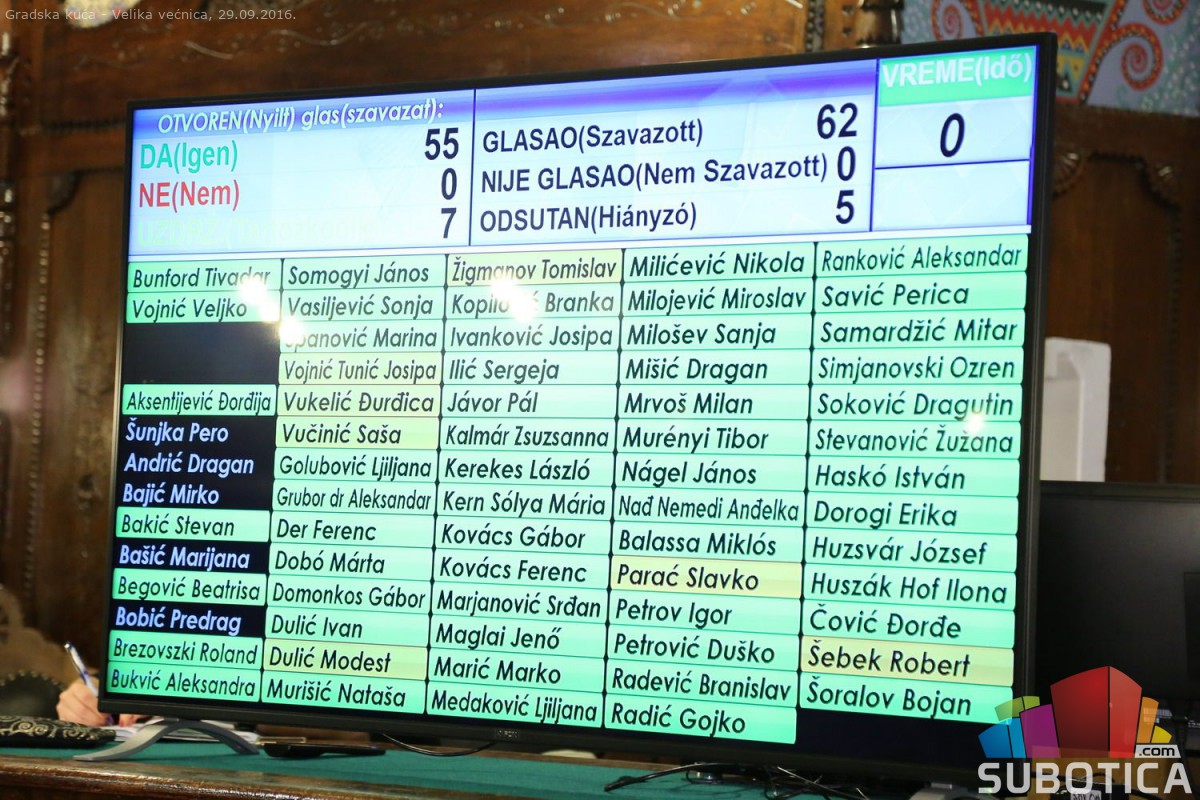 Gradska kuća - Velika većnica, 29.09.2016.
OTVOREN(Nyilt) glas(szavazat):
DA(Igen) 55
NE(Nem) 0
7
GLASAO(Szavazott) 62
NIJE GLASAO(Nem Szavazott) 0
ODSUTAN(Hiányzó) 5
VREME(Idő)
0
Bunford Tivadar
Vojnić Veljko
Aksentijević Đorđija
Šunjka Pero
Andrić Dragan
Bajić Mirko
Bakić Stevan
Bašić Marijana
Begović Beatrisa
Bobić Predrag
Brezovszki Roland
Bukvić Aleksandra
Somogyi János
Vasiljević Sonja
Marina
Vojnić Tunić Josipa
Vukelić Đurđica
Vučinić Saša
Golubović Ljiljana
Grubor dr Aleksandar
Der Ferenc
Dobó Márta
Domonkos Gábor
Dulić Ivan
Dulić Modest
Murišić Nataša
Žigmanov Tomislav
Branka
Ivanković Josipa
Ilić Sergeja
Jávor Pál
Kalmár Zsuzsanna
Kerekes László
Kern Sólya Mária
Kovács Gábor
Kovács Ferenc
Marjanović Srđan
Maglai Jenő
Marić Marko
Medaković Ljiljana
Milićević Nikola
Milojević Miroslav
Milošev Sanja
Mišić Dragan
Mrvoš Milan
Murényi Tibor
Nágel János
Nađ Nemedi Anđelka
Balassa Miklós
Parać Slavko
Petrov Igor
Petrović Duško
Radević Branislav
Radić Gojko
Ranković Aleksandar
Savić Perica
Samardžić Mitar
Simjanovski Ozren
Soković Dragutin
Stevanović Žužana
Haskó István
Dorogi Erika
Huzsvár József
Huszák Hof Ilona
Čović Đorđe
Šebek Robert
Šoralov Bojan
.com
SUBOTICA